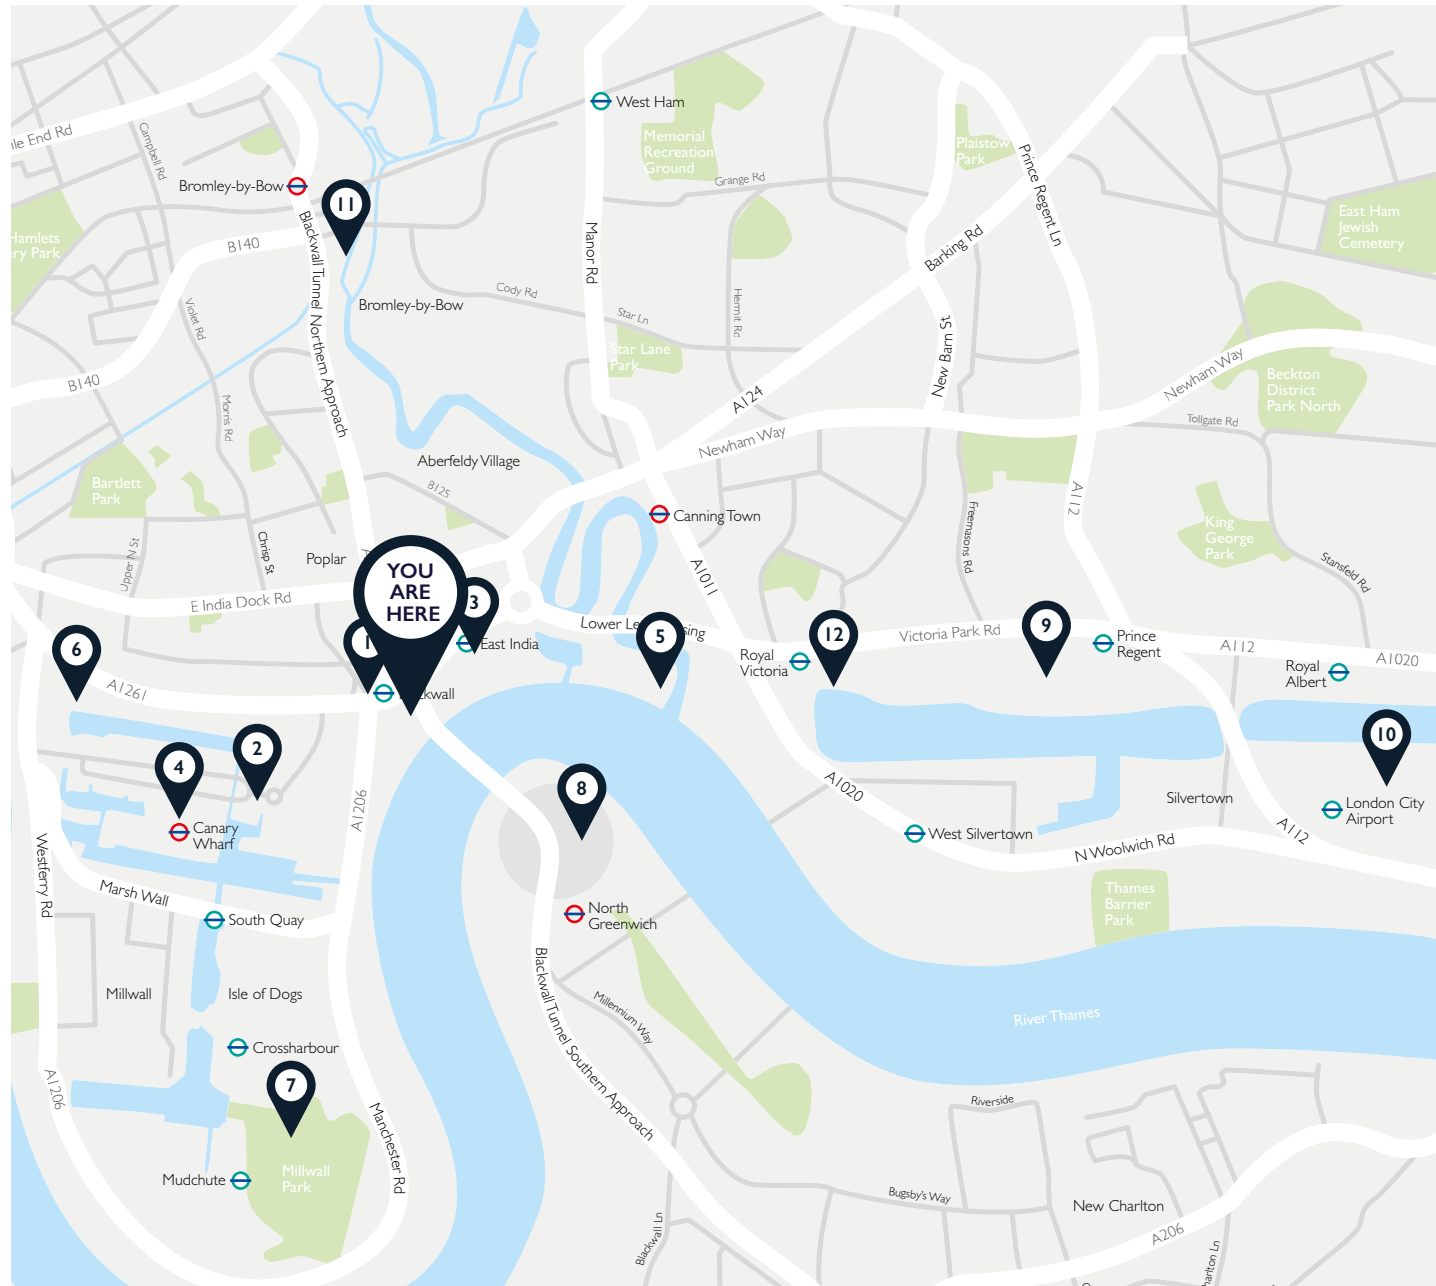 West Ham
Memorial
Recreation
Ground
Plaistow
Park
Prince Regent Ln
ile End Rd
Campbell Rd
Bromley-by-Bow
11
Grange Rd
East Ham
Jewish
Cemetery
Hamlets
ery Park
B140
Blackwall Tunnel Northern Approach
Manor Rd
Barking Rd
Cody Rd
Bromley-by-Bow
Violet Rd
Star Ln
Hermit Rd
Star Lane
Park
New Barn St
Newham Way
Beckton
District
Park North
B140
A124
Morris Rd
Tollgate Rd
Newham Way
Aberfeldy Village
Bartlett
Park
B125
A112
Canning Town
King
George
Park
Freemasons Rd
Upper N St
Chrisp St
Poplar
A1011
Stansfeld Rd
YOU
ARE
HERE
E India Dock Rd
3
East India
1
5
12
9
6
Victoria Park Rd
Prince
Regent
A112
A1020
Royal
Victoria
Royal
Albert
A1261
10
2
4
8
A1020
Silvertown
London City
Airport
A1206
Canary
Wharf
West Silvertown
A112
N Woolwich Rd
Westferry Rd
Marsh Wall
South Quay
North
Greenwich
Thames
Barrier
Park
Millwall
Isle of Dogs
Blackwall Tunnel Southern Approach
Millennium Way
River Thames
Crossharbour
7
A1206
Manchester Rd
Riverside
Millwall
Park
Mudchute
Bugsby's Way
New Charlton
Blackwall Ln
A206
harlton Ln